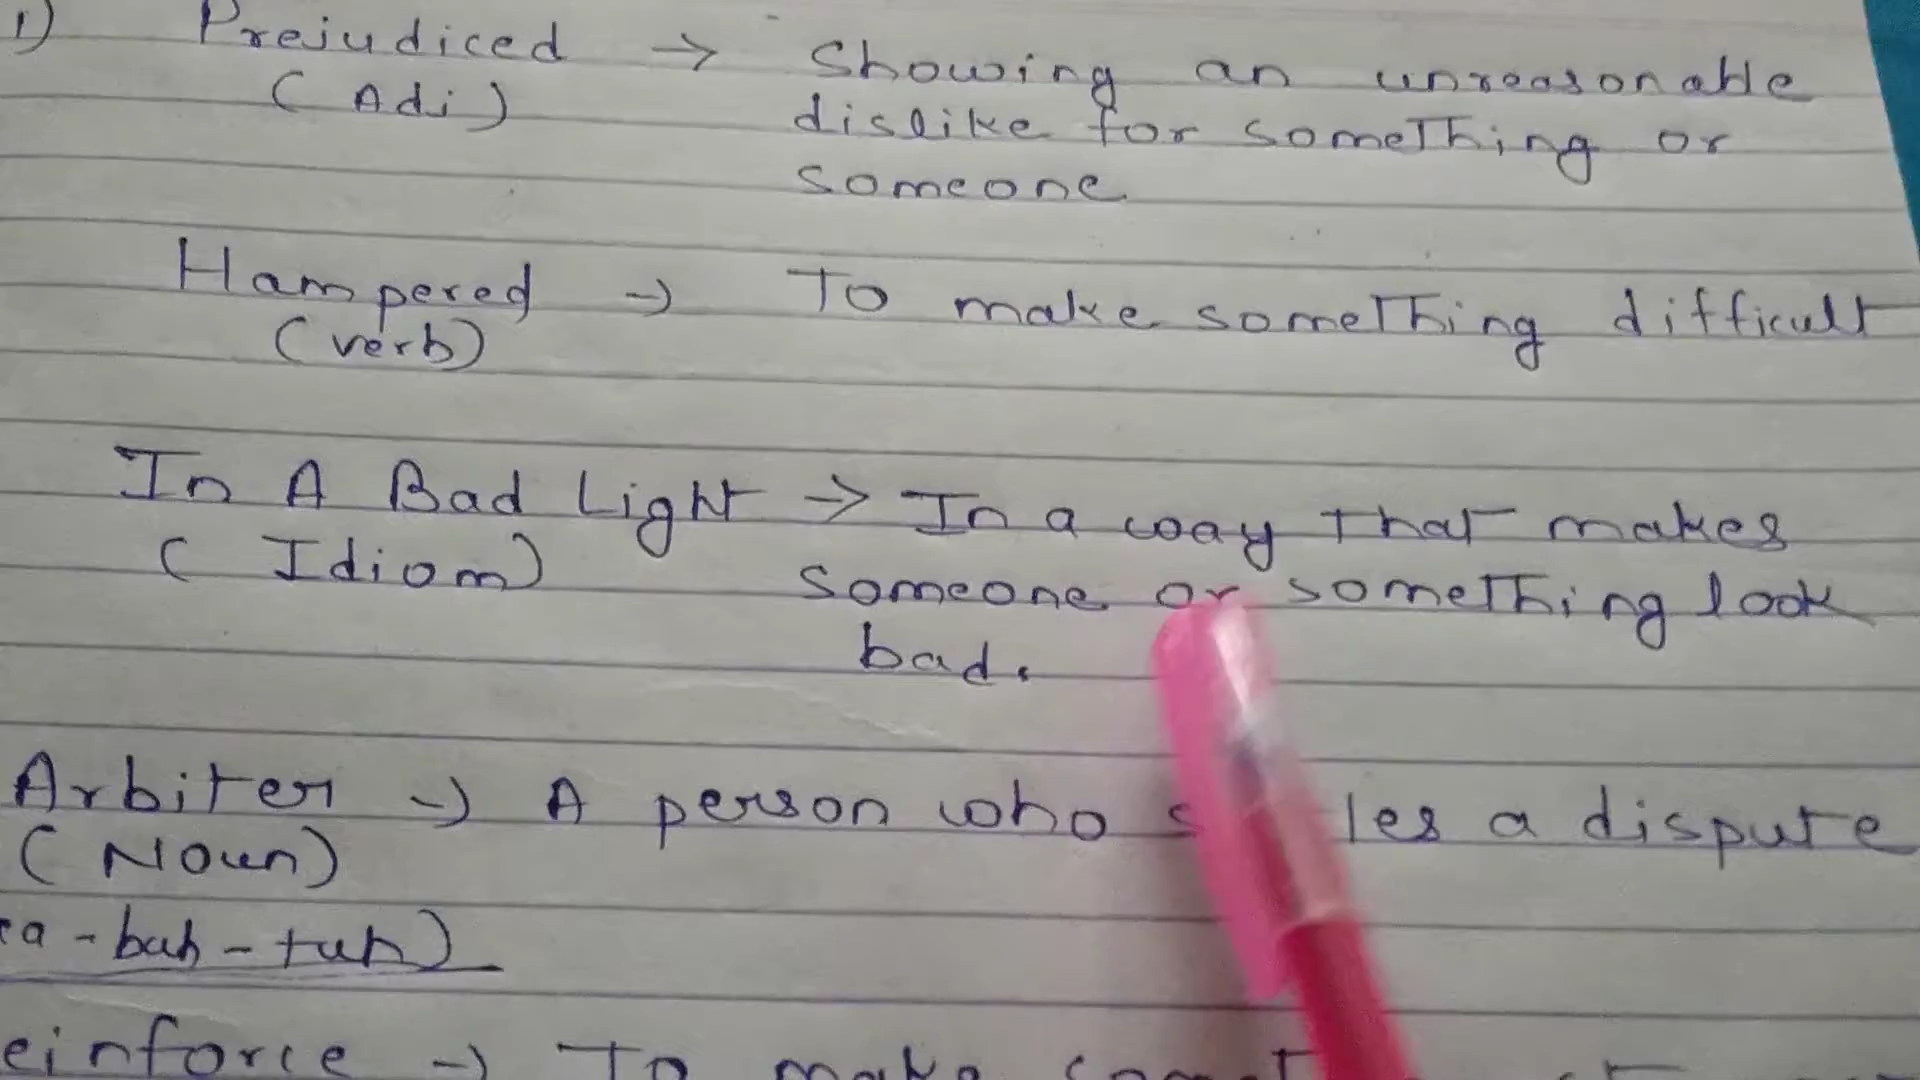 1) Prejudiced → Showing an unreasonable
(Adj) dislike for something or
someone
Hampered → To make something difficult
(verb)
In A Bad Light → In a way that makes
(Idiom) someone or something look
bad.
Arbiter → A person who les a dispute
(Noun)
a-bah-tuh)
einforce → To make